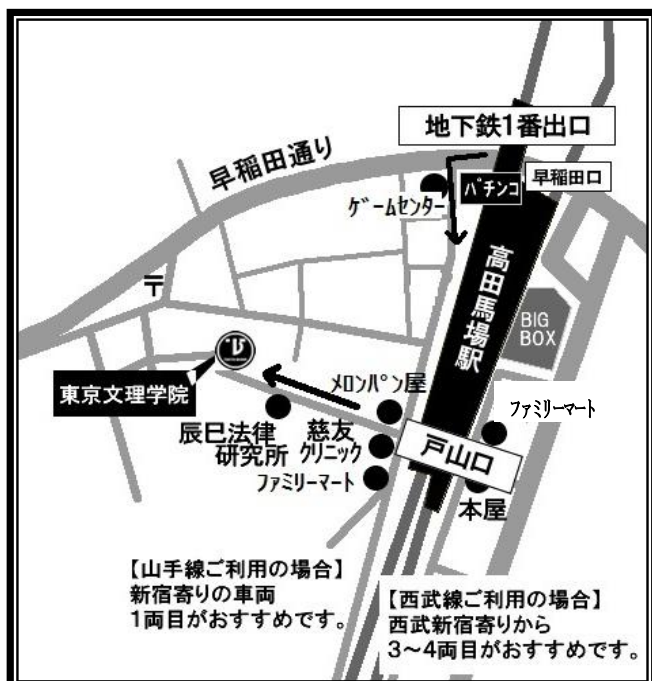 地下鉄1番出口
早稲田通り
パチンコ
早稲田口
ゲームセンター
高田馬場駅
〒
BIG
BOX
東京文理学院
メロンパン屋
ファミリーマート
辰巳法律
研究所
慈友
クリニック
戸山口
ファミリーマート
本屋
【山手線ご利用の場合】
新宿寄りの車両
1両目がおすすめです。
【西武線ご利用の場合】
西武新宿寄りから
3～4両目がおすすめです。